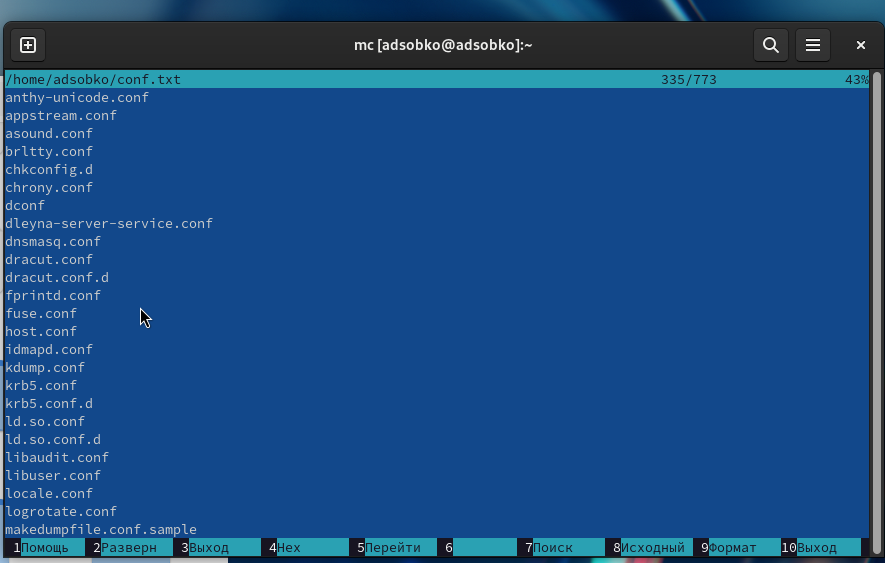 mc [adsobko@adsobko]:~
/home/adsobko/conf.txt 335/773 43%
anthy-unicode.conf
appstream.conf
asound.conf
brltty.conf
chkconfig.d
chrony.conf
dconf
dleyna-server-service.conf
dnsmasq.conf
dracut.conf
dracut.conf.d
fprintd.conf
fuse.conf
host.conf
idmapd.conf
kdump.conf
krb5.conf
krb5.conf.d
ld.so.conf
ld.so.conf.d
libaudit.conf
libuser.conf
locale.conf
logrotate.conf
makedumpfile.conf.sample
1Помощь 2Разверн 3Выход 4Hex 5Перейти 6 7Поиск 8Исходный 9Формат 10Выход